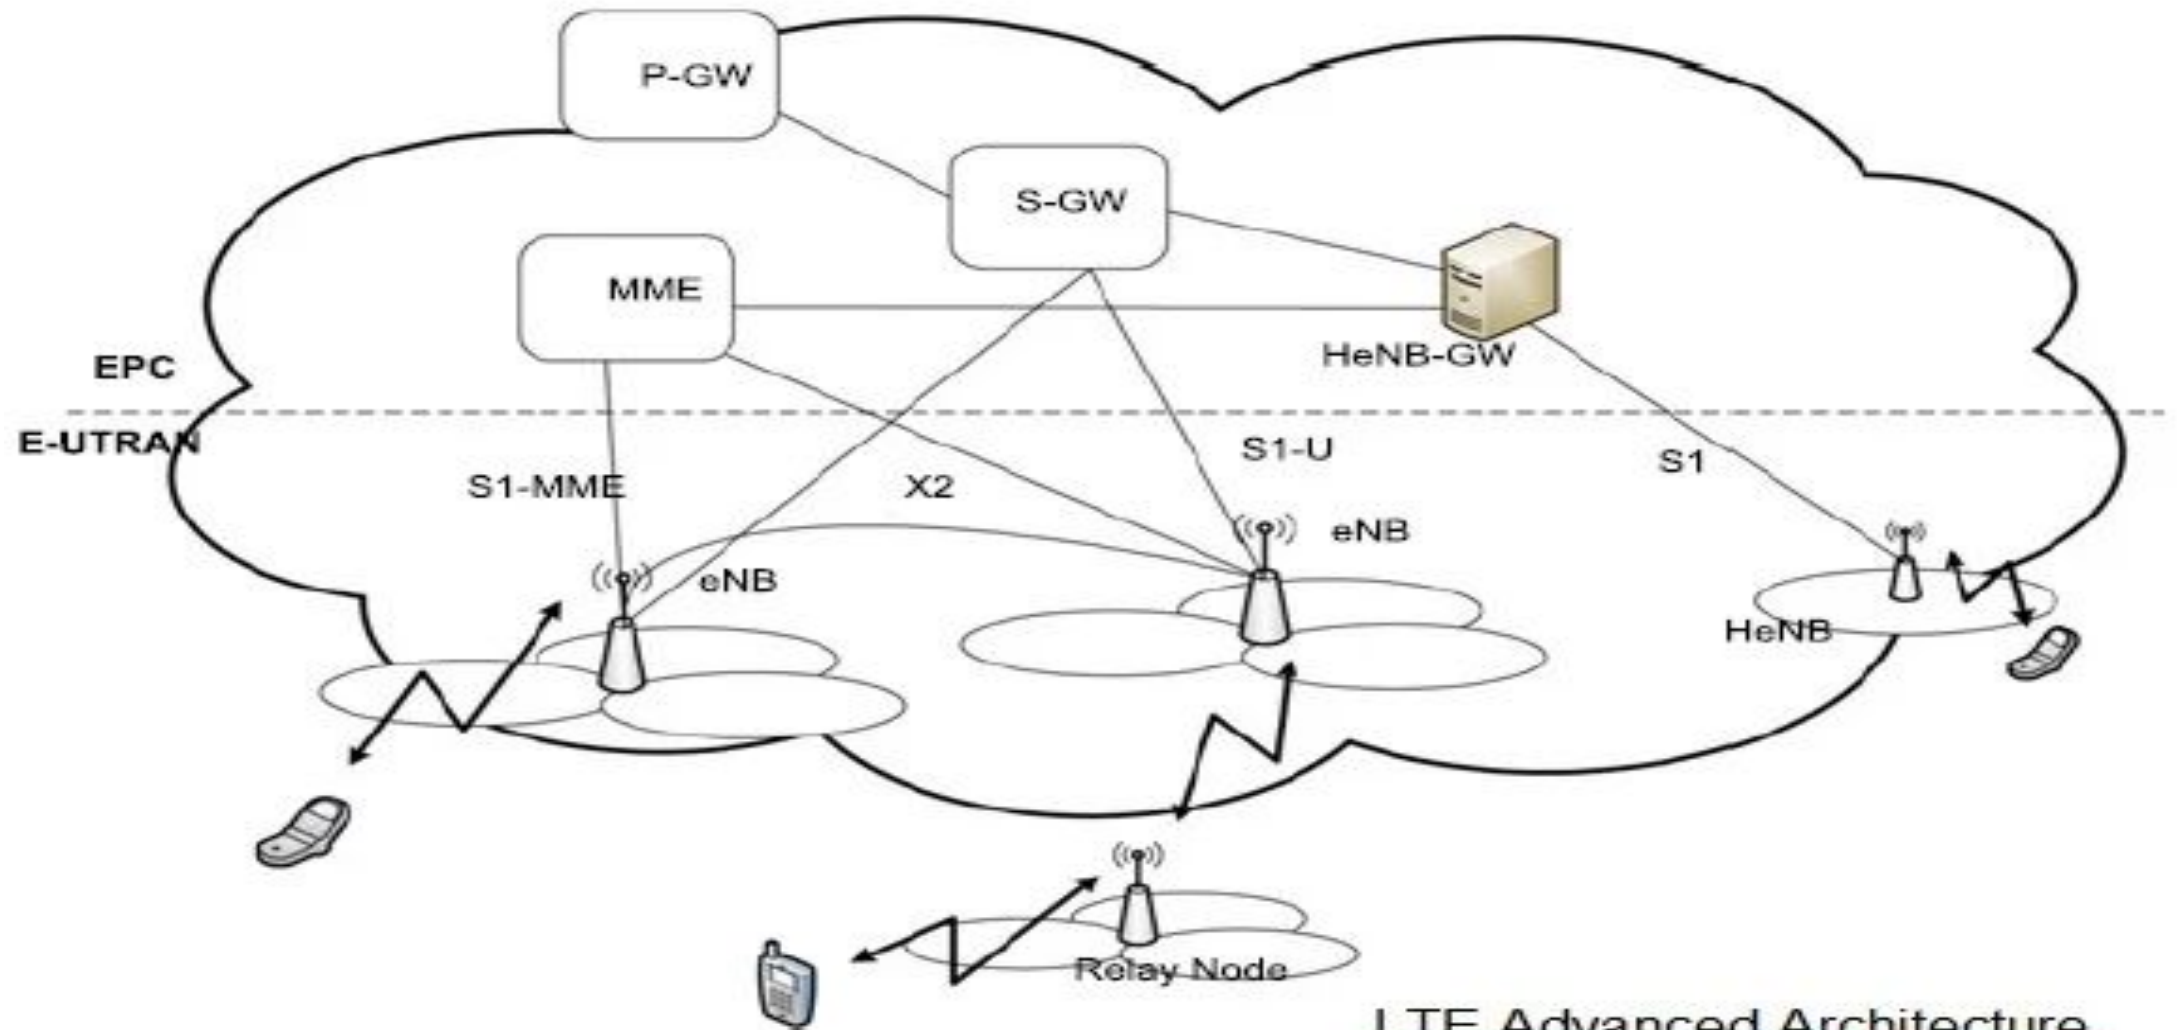 P-GW
S-GW
MME
HeNB-GW
EPC
E-UTRAN
S1-MME
X2
S1-U
S1
eNB
eNB
HeNB
Relay Node
LTE Advanced Architecture